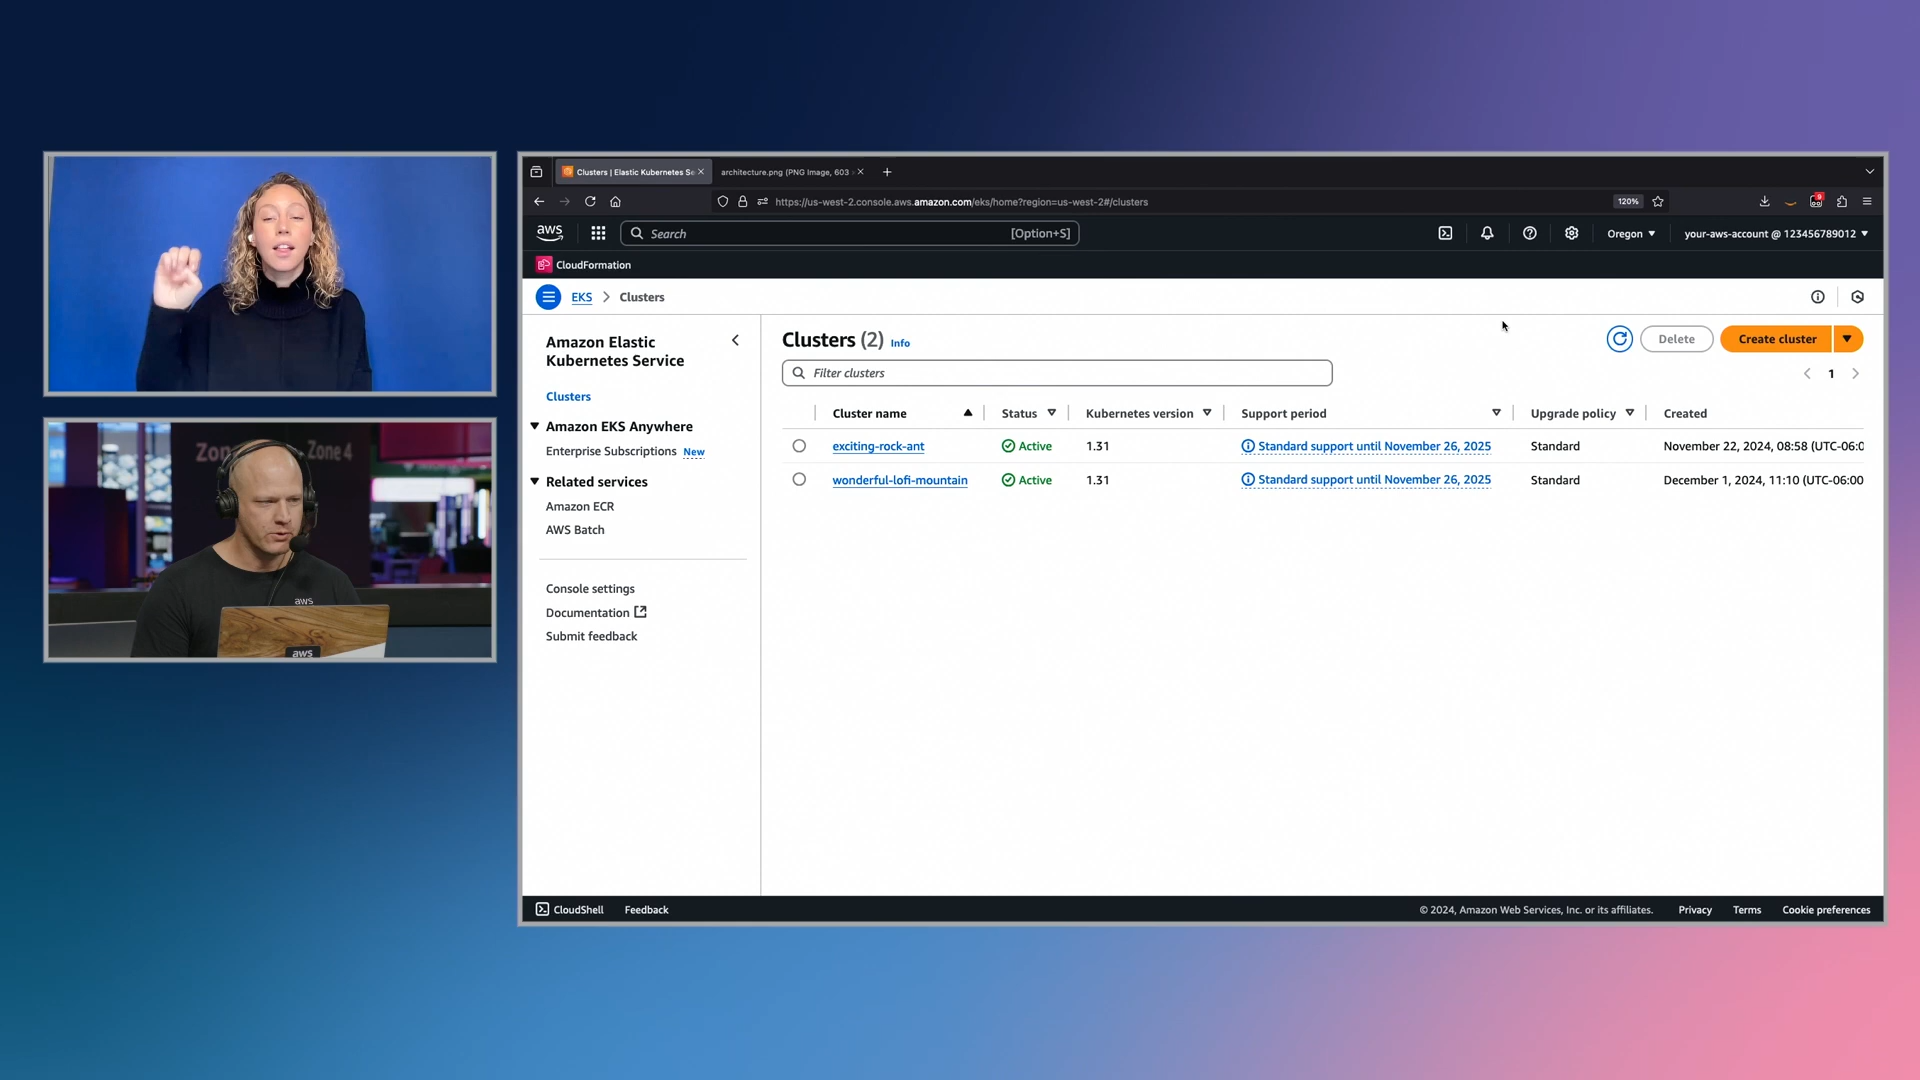 Zon
Zone 4
aws
aws
Clusters | Elastic Kubernetes Se
architecture.png (PNG Image, 603
https://us-west-2.console.aws.amazon.com/eks/home?region=us-west-2#/clusters
120%
aws
Search
[Option+S]
Oregon
your-aws-account @ 123456789012
CloudFormation
EKS
Clusters
Amazon Elastic
Kubernetes Service
Clusters
Amazon EKS Anywhere
Enterprise Subscriptions New
Related services
Amazon ECR
AWS Batch
Console settings
Documentation
Submit feedback
Clusters (2) Info
Delete
Create cluster
Filter clusters
1
Cluster name Status Kubernetes version Support period Upgrade policy Created
exciting-rock-ant Active 1.31 Standard support until November 26, 2025 Standard November 22, 2024, 08:58 (UTC-06:0
wonderful-lofi-mountain Active 1.31 Standard support until November 26, 2025 Standard December 1, 2024, 11:10 (UTC-06:00
CloudShell
Feedback
© 2024, Amazon Web Services, Inc. or its affiliates.
Privacy
Terms
Cookie preferences